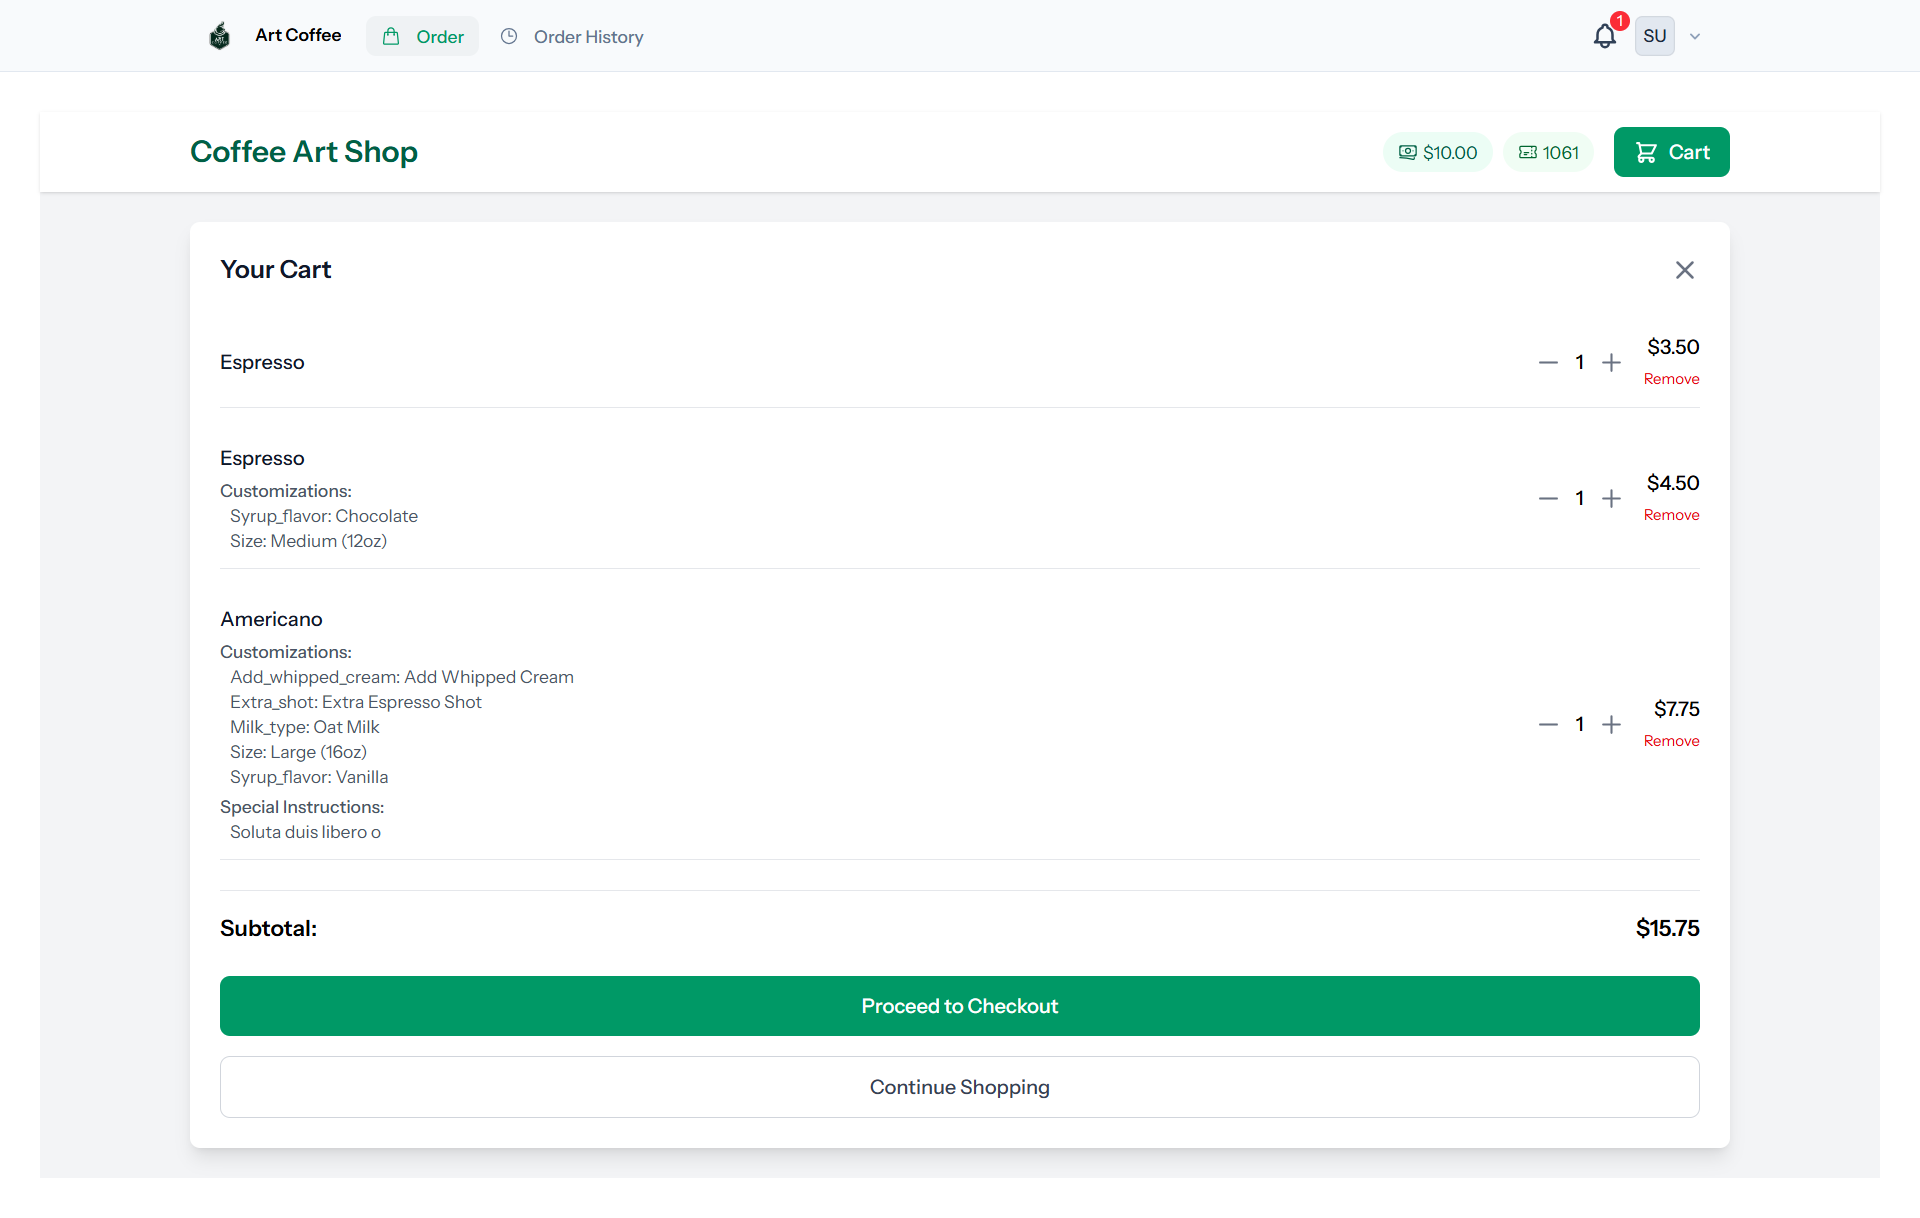 Art Coffee
Order
Order History
1
SU
Coffee Art Shop
$10.00
1061
Cart
Your Cart
Espresso
1
$3.50
Remove
Espresso
Customizations:
Syrup_flavor: Chocolate
Size: Medium (12oz)
1
$4.50
Remove
Americano
Customizations:
Add_whipped_cream: Add Whipped Cream
Extra_shot: Extra Espresso Shot
Milk_type: Oat Milk
Size: Large (16oz)
Syrup_flavor: Vanilla
Special Instructions:
Soluta duis libero o
1
$7.75
Remove
Subtotal:
$15.75
Proceed to Checkout
Continue Shopping